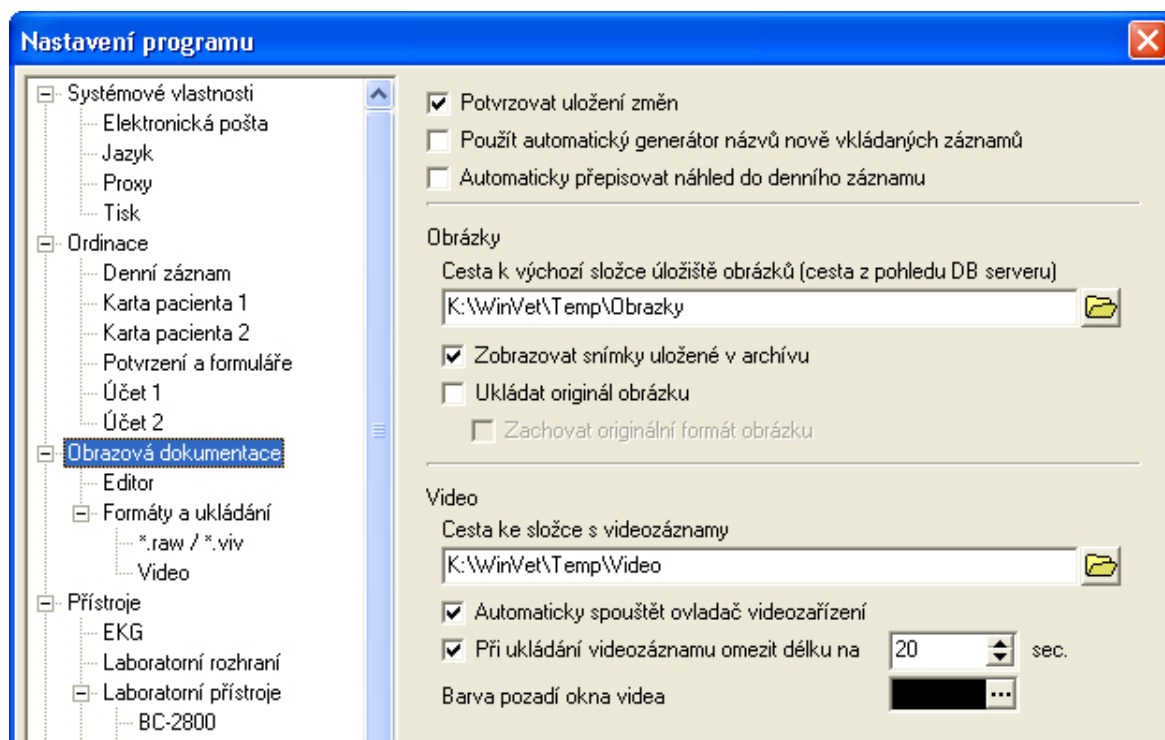 Nastavení programu
Systémové vlastnosti
Elektronická pošta
Jazyk
Proxy
Tisk
Ordinace
Denní záznam
Karta pacienta 1
Karta pacienta 2
Potvrzení a formuláře
Účet 1
Účet 2
Obrazová dokumentace
Editor
Formáty a ukládání
*.raw / *.viv
Video
Přístroje
EKG
Laboratorní rozhraní
Laboratorní přístroje
BC-2800
Potvrzovat uložení změn
Použít automatický generátor názvů nově vkládaných záznamů
Automaticky přepisovat náhled do denního záznamu
Obrázky
Cesta k výchozí složce úložiště obrázků (cesta z pohledu DB serveru)
K:\WinVet\Temp\Obrazky
Zobrazovat snímky uložené v archívu
Ukládat originál obrázku
Zachovat originální formát obrázku
Video
Cesta ke složce s videozáznamy
K:\WinVet\Temp\Video
Automaticky spouštět ovladač videozařízení
Při ukládání videozáznamu omezit délku na 20 sec.
Barva pozadí okna videa ...